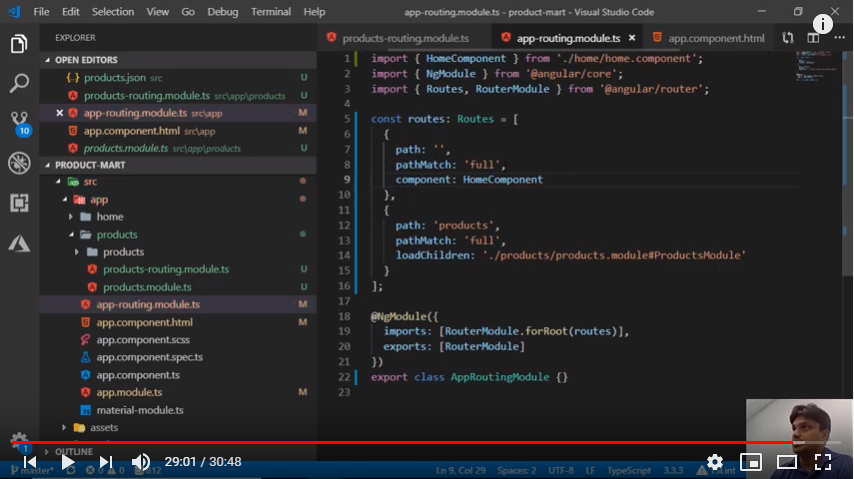 File Edit Selection View Go Debug Terminal Help app-routing.module.ts - product-mart - Visual Studio Code
EXPLORER
products-routing.module.ts app-routing.module.ts app.component.html
OPEN EDITORS
products.json src U
products-routing.module.ts src\app\products U
app-routing.module.ts src\app M
app.component.html src\app M
products.module.ts src\app\products U
10
PRODUCT-MART
src
app
home
products
products
products-routing.module.ts U
products.module.ts U
app-routing.module.ts M
app.component.html M
app.component.scss
app.component.spec.ts
app.component.ts
app.module.ts M
material-module.ts
assets
OUTLINE
1 import { HomeComponent } from './home/home.component';
2 import { NgModule } from '@angular/core';
3 import { Routes, RouterModule } from '@angular/router';
4
5 const routes: Routes = [
6 {
7 path: '',
8 pathMatch: 'full',
9 component: HomeComponent
10 },
11 {
12 path: 'products',
13 pathMatch: 'full',
14 loadChildren: './products/products.module#ProductsModule'
15 }
16 ];
17
18 @NgModule({
19 imports: [RouterModule.forRoot(routes)],
20 exports: [RouterModule]
21 })
22 export class AppRoutingModule {}
23
29:01 / 30:48
1
master* 0 0 Ln 9, Col 29 Spaces: 2 UTF-8 LF TypeScript 3.3.3 TSLint